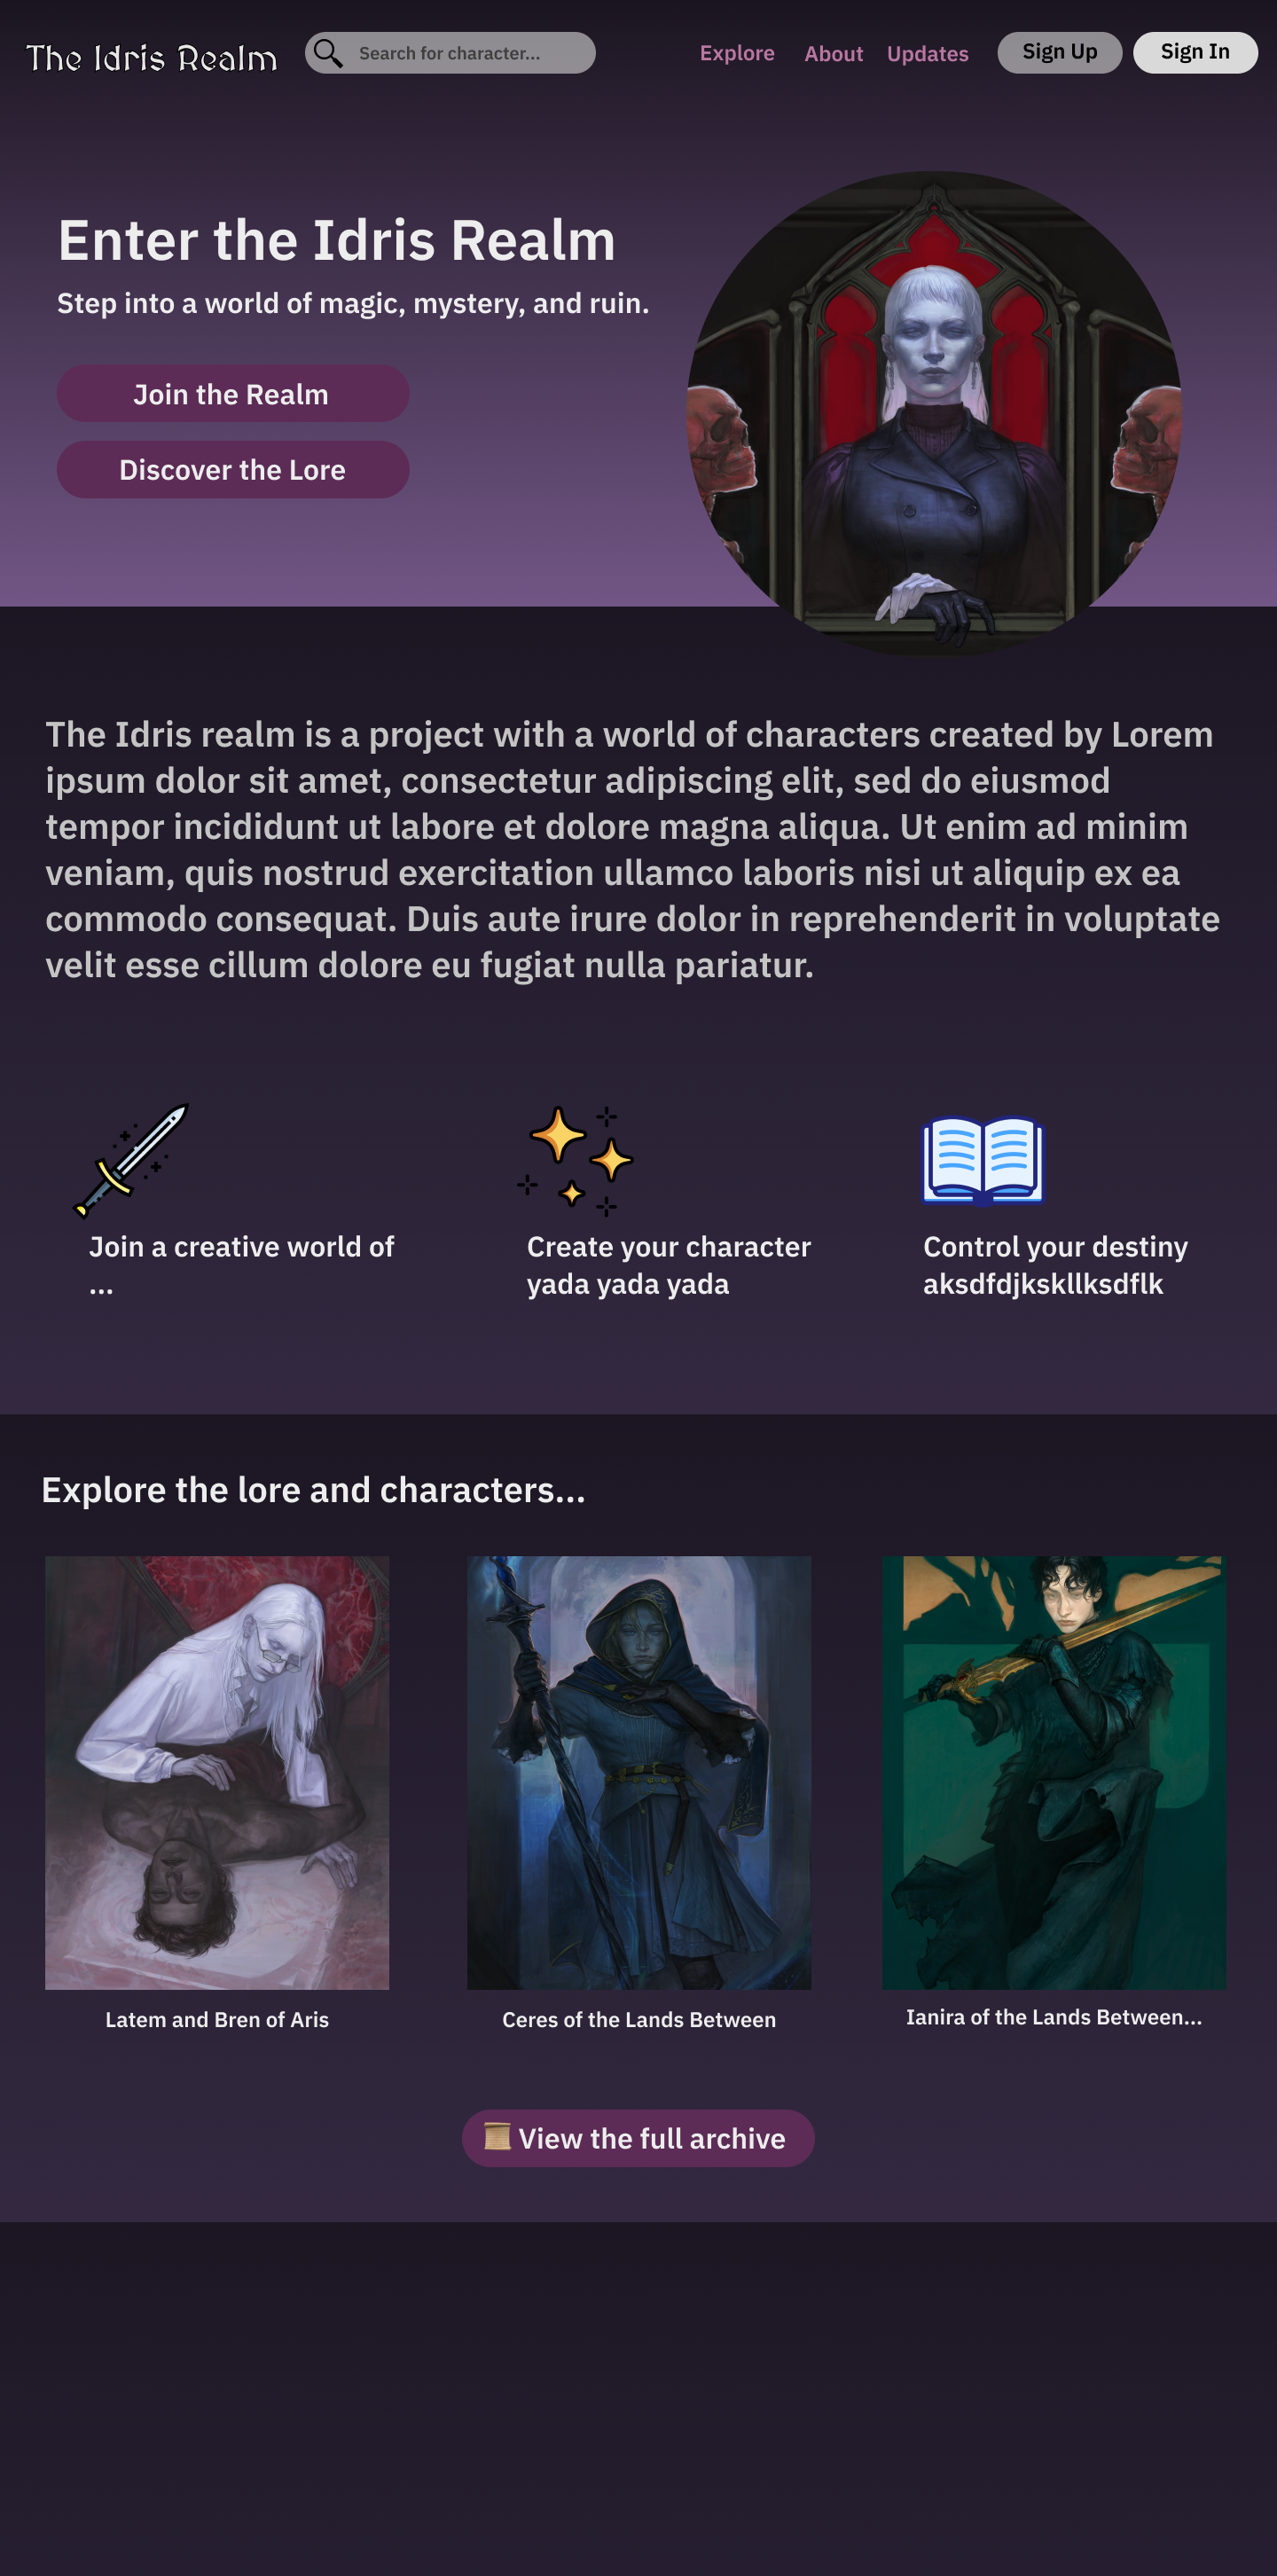 The Idris Realm
Search for character...
Explore
About
Updates
Sign Up
Sign In
Enter the Idris Realm
Step into a world of magic, mystery, and ruin.
Join the Realm
Discover the Lore
The Idris realm is a project with a world of characters created by Lorem
ipsum dolor sit amet, consectetur adipiscing elit, sed do eiusmod
tempor incididunt ut labore et dolore magna aliqua. Ut enim ad minim
veniam, quis nostrud exercitation ullamco laboris nisi ut aliquip ex ea
commodo consequat. Duis aute irure dolor in reprehenderit in voluptate
velit esse cillum dolore eu fugiat nulla pariatur.
Join a creative world of
...
Create your character
yada yada yada
Control your destiny
aksdfdjkskllksdflk
Explore the lore and characters...
Latem and Bren of Aris
Ceres of the Lands Between
Ianira of the Lands Between...
View the full archive